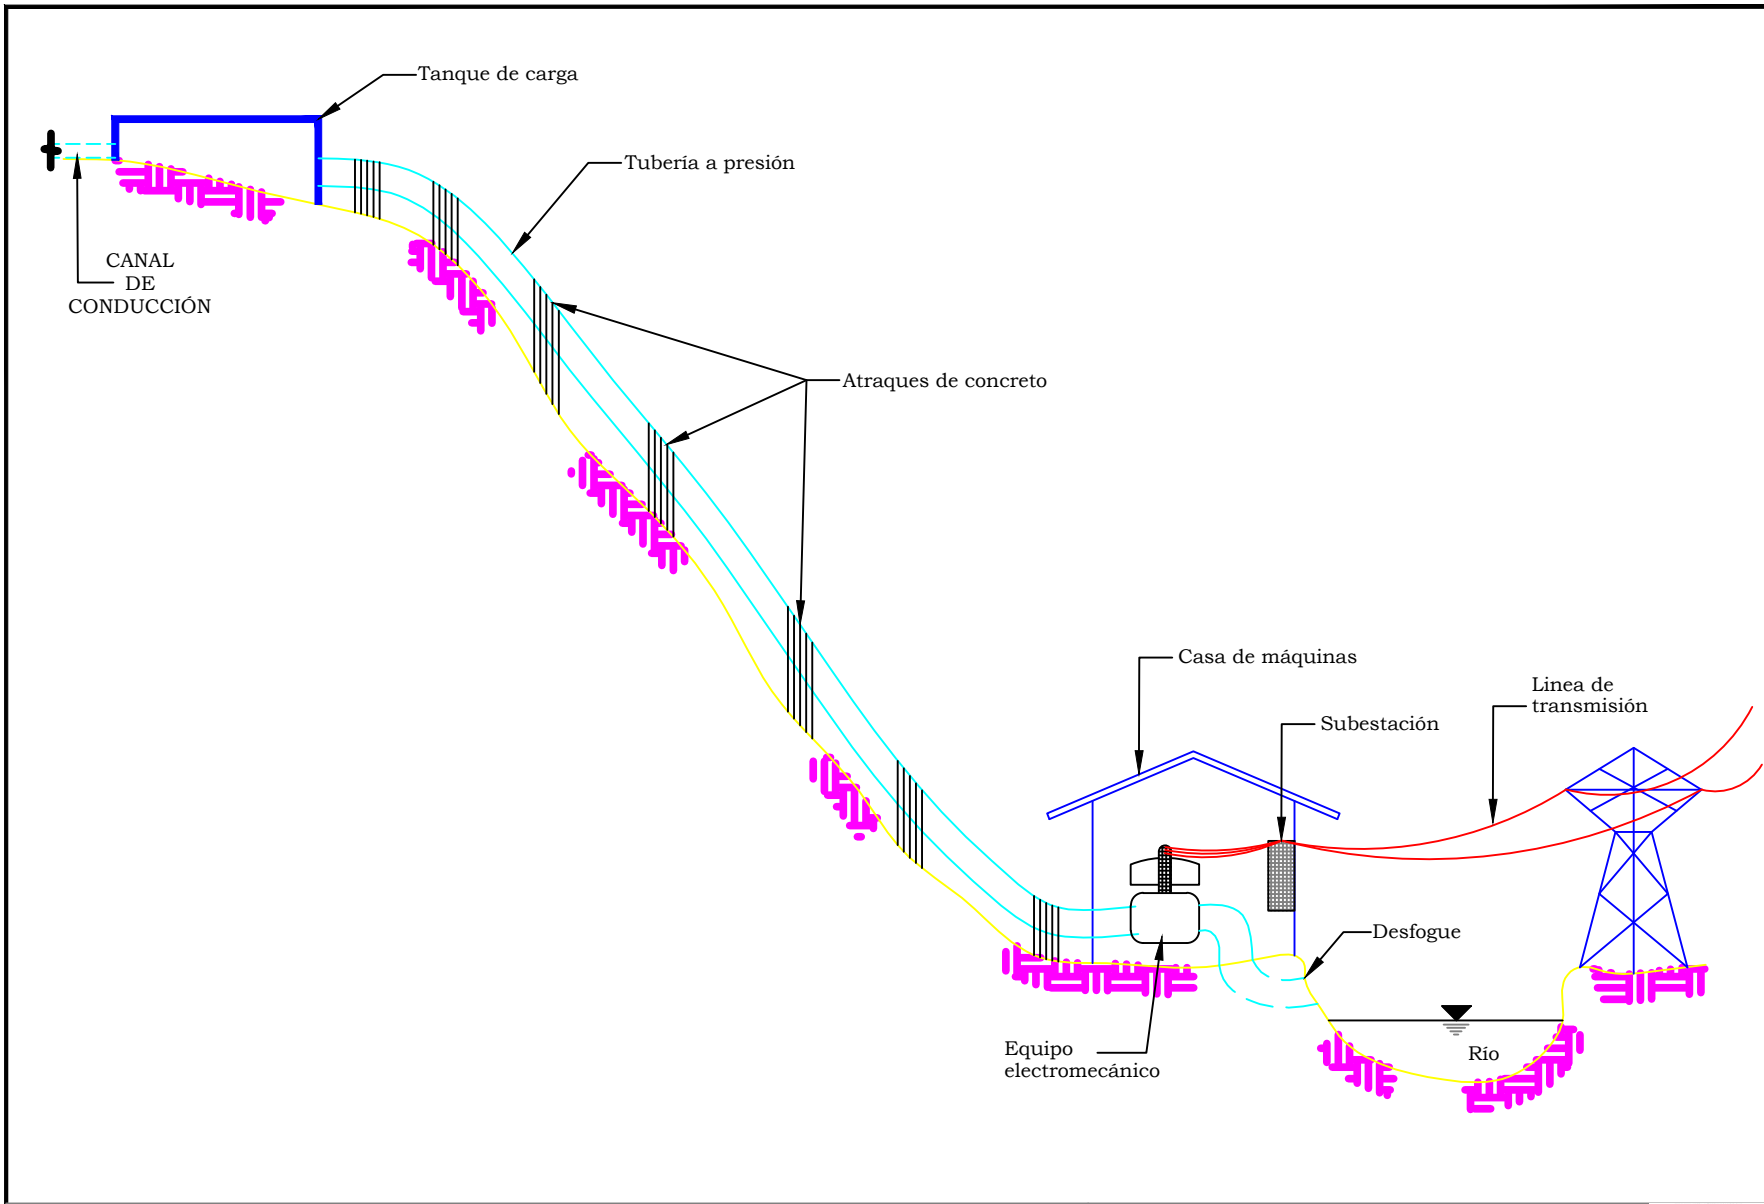 Tanque de carga
Tubería a presión
CANAL
DE
CONDUCCIÓN
Atraques de concreto
Casa de máquinas
Linea de
transmisión
Subestación
Desfogue
Equipo
electromecánico
Río